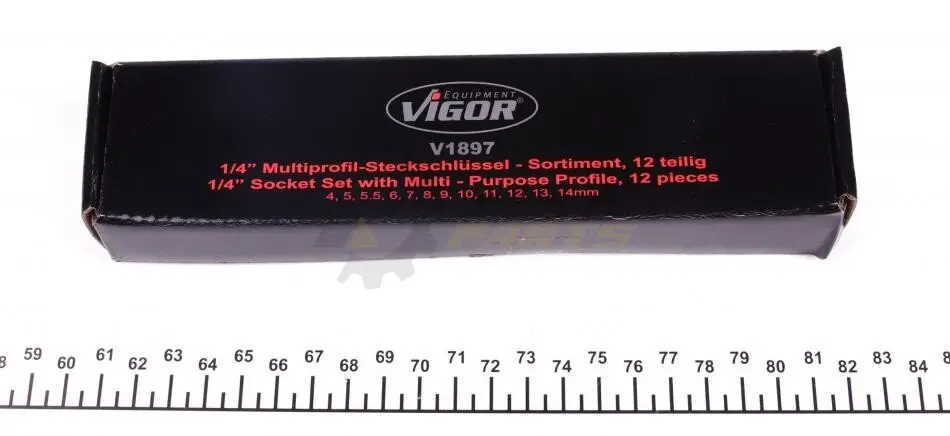 EQUIPMENT
VIGOR®
V1897
1/4” Multiprofil-Steckschlüssel - Sortiment, 12 teilig
1/4” Socket Set with Multi - Purpose Profile, 12 pieces
4, 5, 5.5, 6, 7, 8, 9, 10, 11, 12, 13, 14mm
PARTS
8 59 60 61 62 63 64 65 66 67 68 69 70 71 72 73 74 75 76 77 78 79 80 81 82 83 84 8